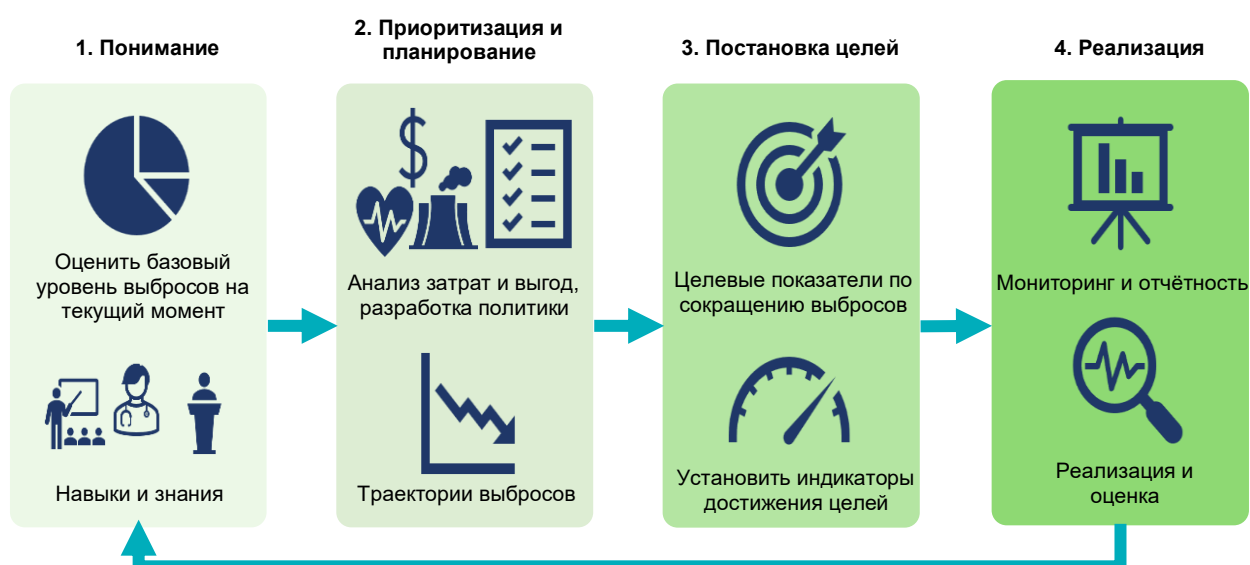 1. Понимание
2. Приоритизация и
планирование
3. Постановка целей
4. Реализация
Оценить базовый
уровень выбросов на
текущий момент
Навыки и знания
$
Анализ затрат и выгод,
разработка политики
Траектории выбросов
Целевые показатели по
сокращению выбросов
Установить индикаторы
достижения целей
Мониторинг и отчётность
Реализация и
оценка